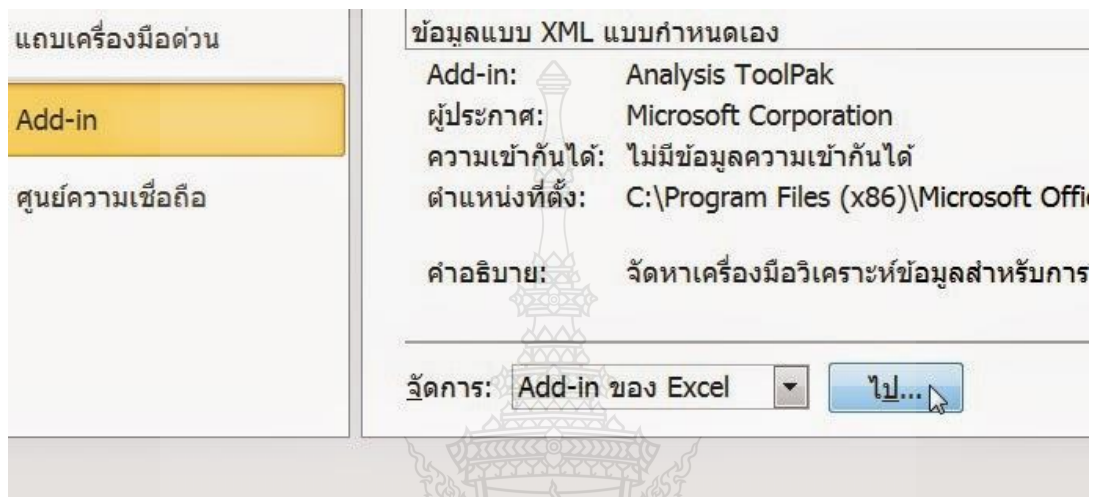 แถบเครื่องมือด่วน
Add-in
ศูนย์ความเชื่อถือ
ข้อมูลแบบ XML แบบกำหนดเอง
Add-in: Analysis ToolPak
ผู้ประกาศ: Microsoft Corporation
ความเข้ากันได้: ไม่มีข้อมูลความเข้ากันได้
ตำแหน่งที่ตั้ง: C:\Program Files (x86)\Microsoft Offi
คำอธิบาย: จัดหาเครื่องมือวิเคราะห์ข้อมูลสำหรับการ
จัดการ: Add-in ของ Excel ไป...